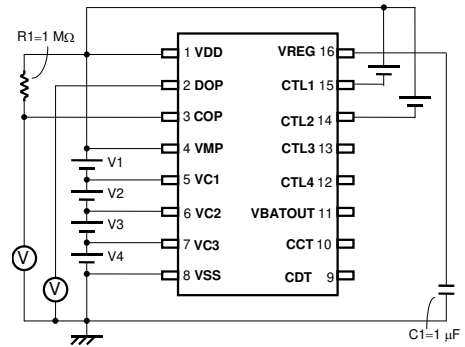 R1=1 MΩ
1 VDD
2 DOP
3 COP
4 VMP
5 VC1
6 VC2
7 VC3
8 VSS
VREG 16
CTL1 15
CTL2 14
CTL3 13
CTL4 12
VBATOUT 11
CCT 10
CDT 9
V1
V2
V3
V4
V
V
C1=1 μF